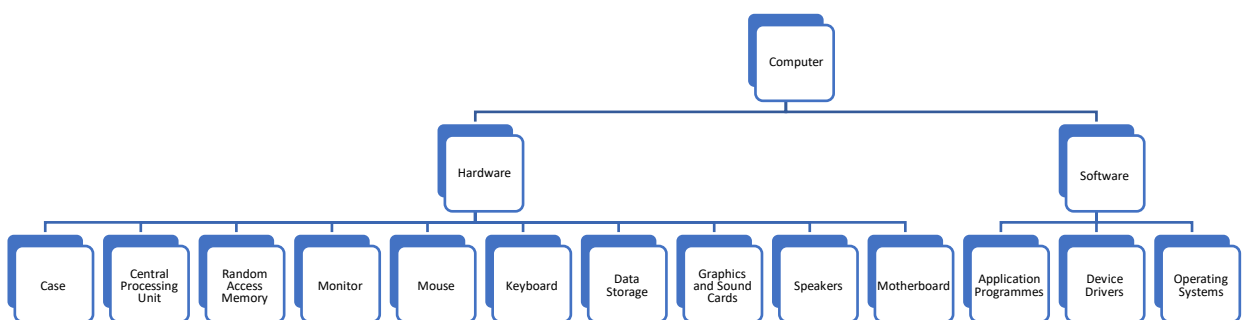 Computer
Hardware
Software
Case
Central
Processing
Unit
Random
Access
Memory
Monitor
Mouse
Keyboard
Data
Storage
Graphics
and Sound
Cards
Speakers
Motherboard
Application
Programmes
Device
Drivers
Operating
Systems